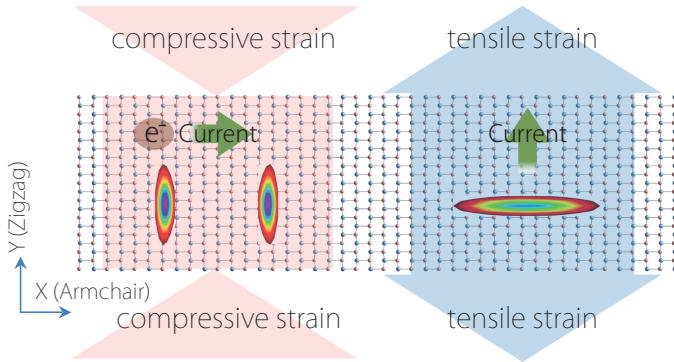 compressive strain
tensile strain
e-
Current
Current
Y (Zigzag)
X (Armchair)
compressive strain
tensile strain